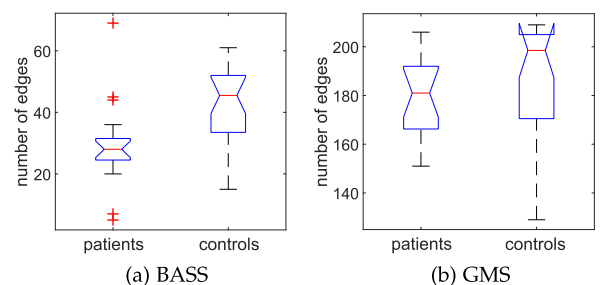 number of edges
60
40
20
patients
controls
(a) BASS
number of edges
200
180
160
140
patients
controls
(b) GMS